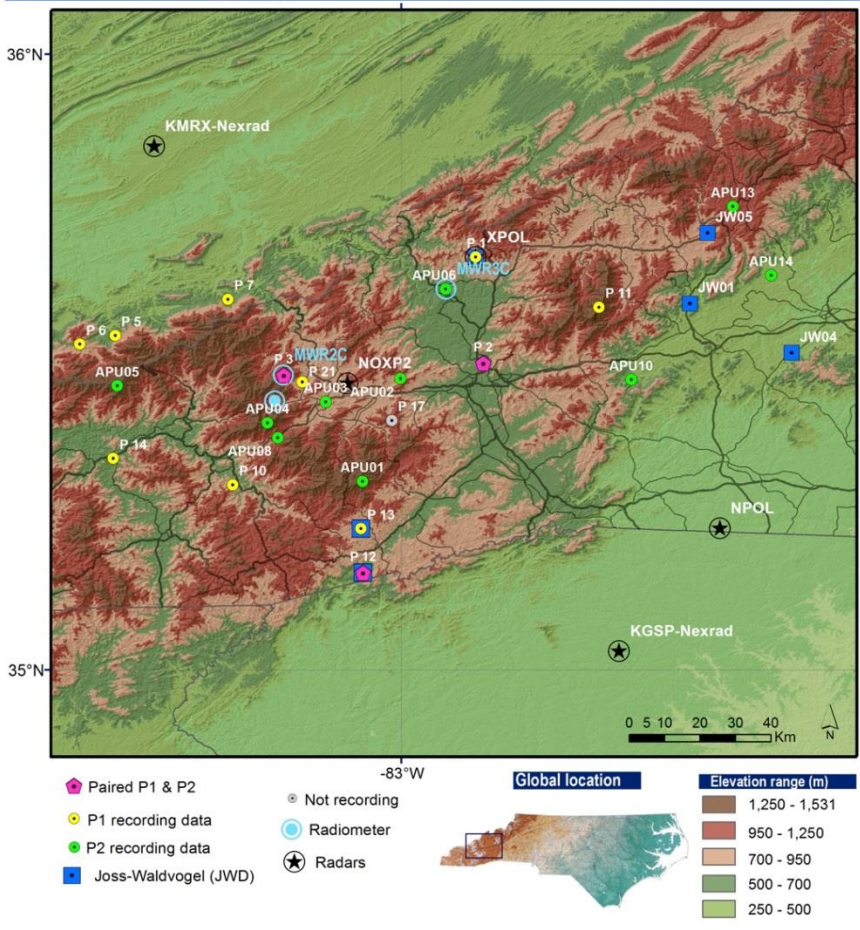 36°N
KMRX-Nexrad
APU13
JW05
XPOL
P 1
MWR3C
APU06
APU14
P 7
JW01
P 11
P 5
P 6
JW04
P 2
MWR2C
P 3
NOXP2
P 21
APU05
APU03
APU02
APU10
APU04
P 17
P 14
APU08
APU01
P 10
P 13
NPOL
P 12
KGSP-Nexrad
35°N
0 5 10 20 30 40
Km
N
-83°W
Paired P1 & P2
P1 recording data
P2 recording data
Joss-Waldvogel (JWD)
Not recording
Radiometer
Radars
Global location
Elevation range (m)
1,250 - 1,531
950 - 1,250
700 - 950
500 - 700
250 - 500